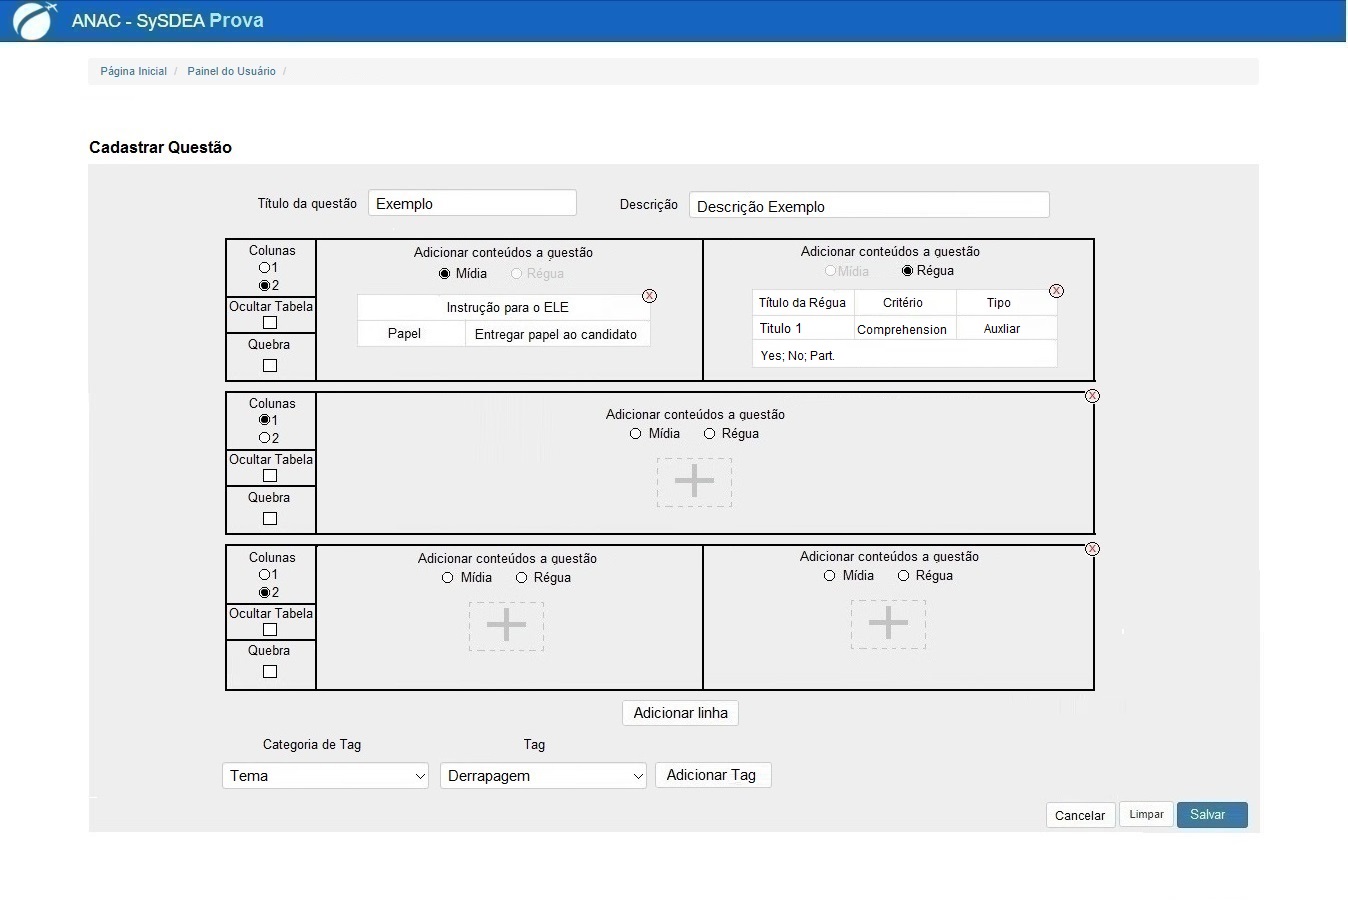 ANAC - SySDEA Prova
Página Inicial / Painel do Usuário /
Cadastrar Questão
Título da questão Exemplo Descrição Descrição Exemplo
Colunas
1
2
Ocultar Tabela
Quebra
Adicionar conteúdos a questão
Mídia Régua
X
Instrução para o ELE
Papel Entregar papel ao candidato
Adicionar conteúdos a questão
Mídia Régua
X
Título da Régua Critério Tipo
Titulo 1 Comprehension Auxliar
Yes; No; Part.
X
Colunas
1
2
Ocultar Tabela
Quebra
Adicionar conteúdos a questão
Mídia Régua
X
Colunas
1
2
Ocultar Tabela
Quebra
Adicionar conteúdos a questão
Mídia Régua
Adicionar conteúdos a questão
Mídia Régua
Adicionar linha
Categoria de Tag Tag
Tema Derrapagem Adicionar Tag
Cancelar Limpar Salvar